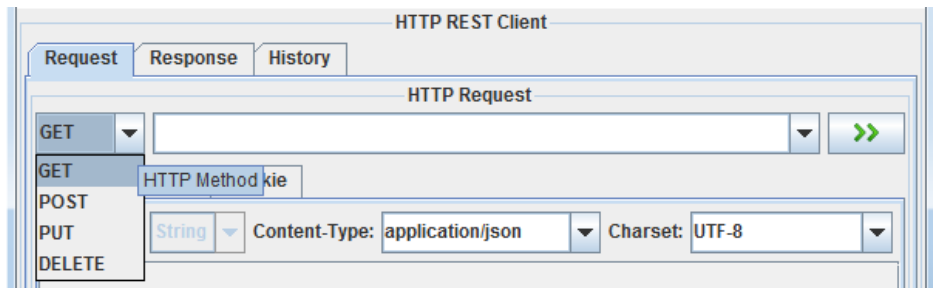 HTTP REST Client
Request Response History
HTTP Request
GET >>
GET
HTTP Method kie
POST
PUT String Content-Type: application/json Charset: UTF-8
DELETE